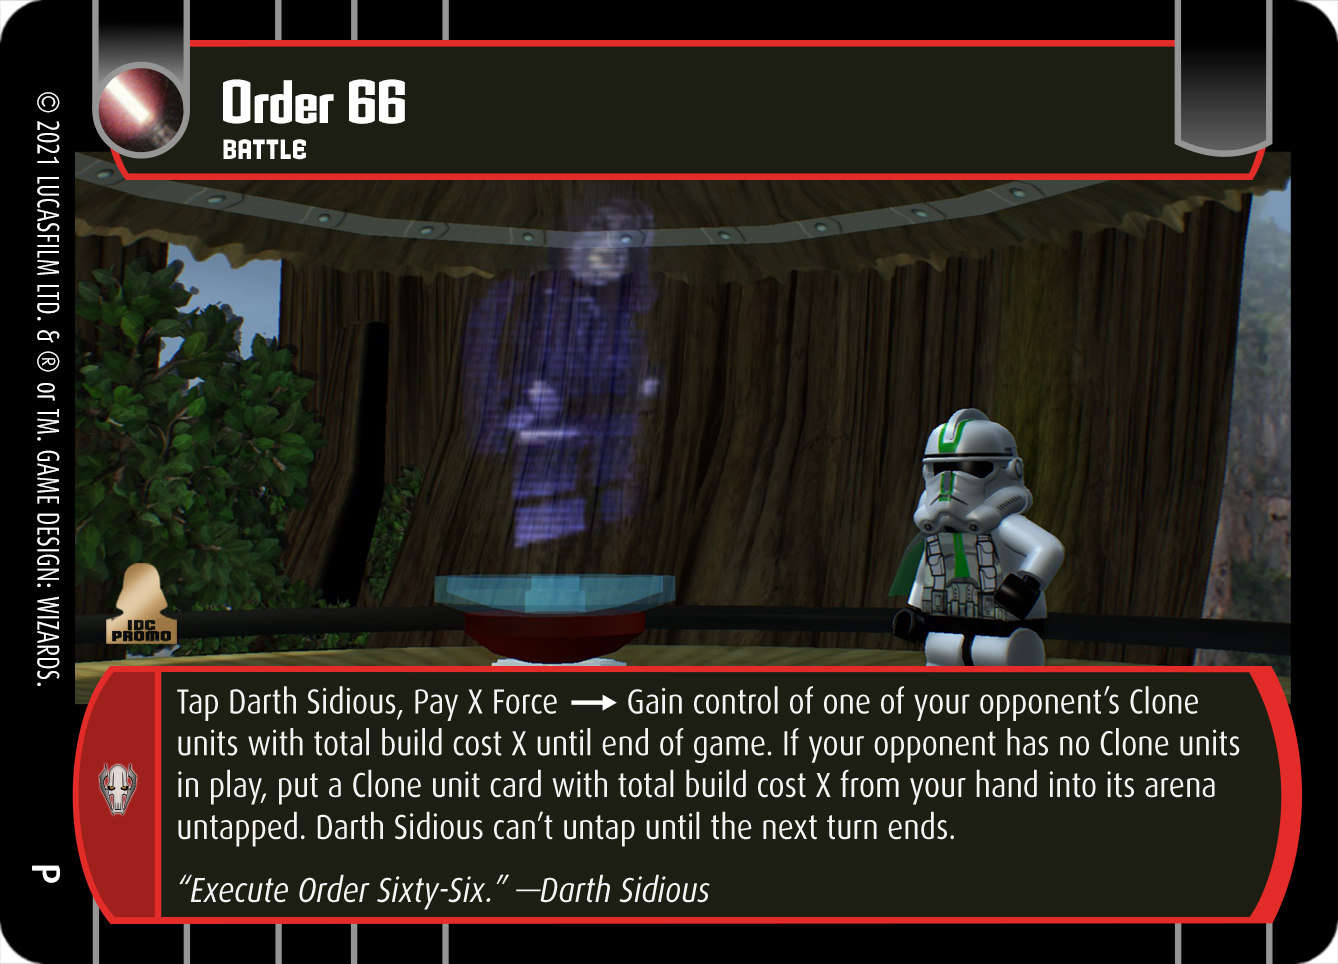 Order 66
BATTLE
© 2021 LUCASFILM LTD. & ® or TM. GAME DESIGN: WIZARDS.
P
IDC
PROMO
Tap Darth Sidious, Pay X Force → Gain control of one of your opponent’s Clone
units with total build cost X until end of game. If your opponent has no Clone units
in play, put a Clone unit card with total build cost X from your hand into its arena
untapped. Darth Sidious can’t untap until the next turn ends.
“Execute Order Sixty-Six.” —Darth Sidious